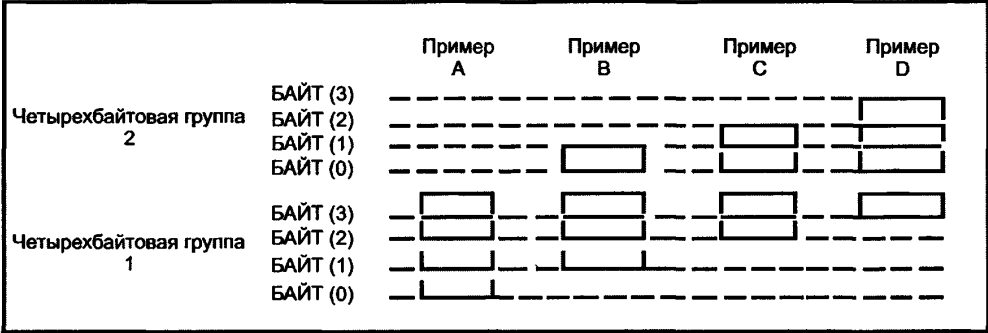 Пример Пример Пример Пример
A B C D
Четырехбайтовая группа
2
БАЙТ (3)
БАЙТ (2)
БАЙТ (1)
БАЙТ (0)
Четырехбайтовая группа
1
БАЙТ (3)
БАЙТ (2)
БАЙТ (1)
БАЙТ (0)